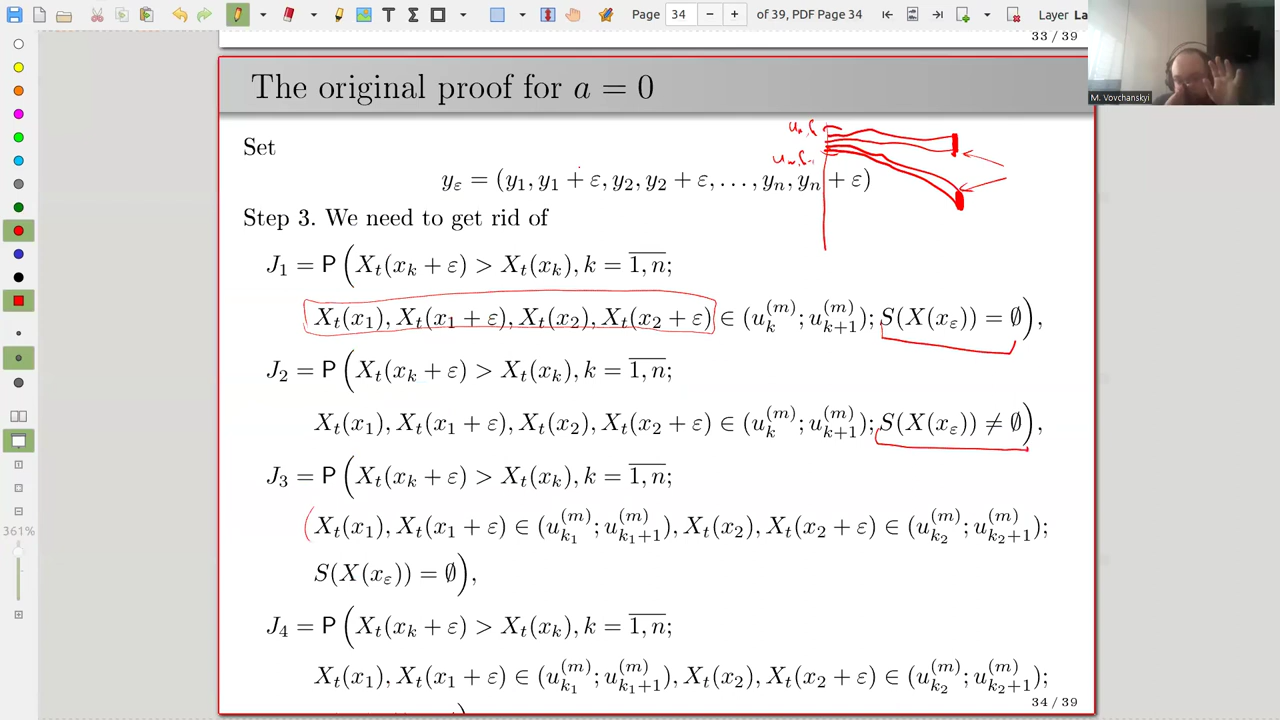 Page 34 of 39, PDF Page 34 Layer La
33 / 39
M. Vovchanskyi
The original proof for a = 0
Set
y_ε = (y_1, y_1 + ε, y_2, y_2 + ε, …, y_n, y_n + ε)
Step 3. We need to get rid of
J_1 = P ( X_t(x_k + ε) > X_t(x_k), k = \overline{1, n};
X_t(x_1), X_t(x_1 + ε), X_t(x_2), X_t(x_2 + ε) ∈ (u_k^{(m)}; u_{k+1}^{(m)}); S(X(x_ε)) = ∅ ),
J_2 = P ( X_t(x_k + ε) > X_t(x_k), k = \overline{1, n};
X_t(x_1), X_t(x_1 + ε), X_t(x_2), X_t(x_2 + ε) ∈ (u_k^{(m)}; u_{k+1}^{(m)}); S(X(x_ε)) ≠ ∅ ),
J_3 = P ( X_t(x_k + ε) > X_t(x_k), k = \overline{1, n};
X_t(x_1), X_t(x_1 + ε) ∈ (u_{k_1}^{(m)}; u_{k_1+1}^{(m)}), X_t(x_2), X_t(x_2 + ε) ∈ (u_{k_2}^{(m)}; u_{k_2+1}^{(m)});
S(X(x_ε)) = ∅ ),
J_4 = P ( X_t(x_k + ε) > X_t(x_k), k = \overline{1, n};
X_t(x_1), X_t(x_1 + ε) ∈ (u_{k_1}^{(m)}; u_{k_1+1}^{(m)}), X_t(x_2), X_t(x_2 + ε) ∈ (u_{k_2}^{(m)}; u_{k_2+1}^{(m)});
34 / 39
361%